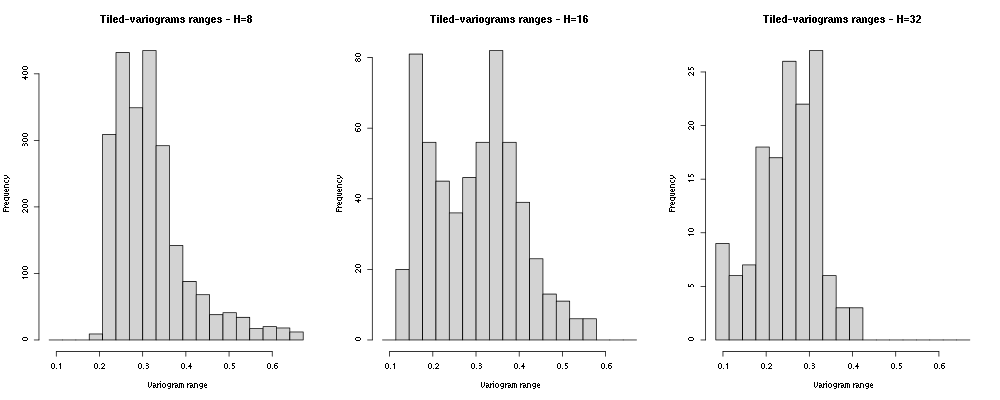 Tiled-variograms ranges - H=8
Frequency
0
100
200
300
400
0.1 0.2 0.3 0.4 0.5 0.6
Variogram range
Tiled-variograms ranges - H=16
Frequency
0
20
40
60
80
0.1 0.2 0.3 0.4 0.5 0.6
Variogram range
Tiled-variograms ranges - H=32
Frequency
0
5
10
15
20
25
0.1 0.2 0.3 0.4 0.5 0.6
Variogram range